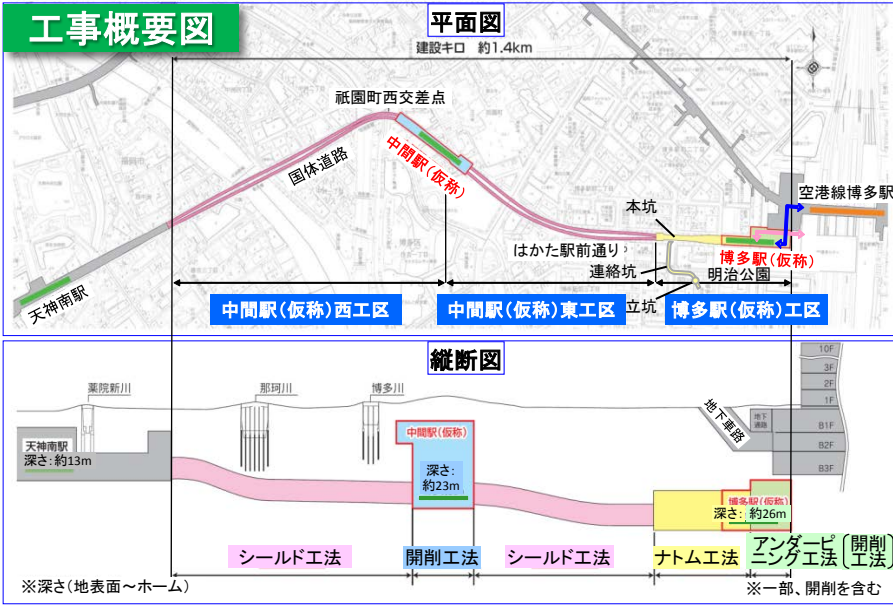 工事概要図
平面図
建設キロ 約1.4km
祇園町西交差点
中間駅(仮称)
国体道路
空港線博多駅
本坑
はかた駅前通り
博多駅(仮称)
連絡坑
明治公園
天神南駅
立坑
中間駅(仮称)西工区
中間駅(仮称)東工区
博多駅(仮称)工区
縦断図
10F
3F
2F
1F
薬院新川
那珂川
博多川
地下車路
地下通路
B1F
B2F
B3F
中間駅(仮称)
天神南駅
深さ:約13m
深さ:
約23m
博多駅(仮称)
深さ:約26m
シールド工法
開削工法
シールド工法
ナトム工法
アンダーピ
ニング工法
〔開削
工法〕
※深さ(地表面~ホーム)
※一部、開削を含む